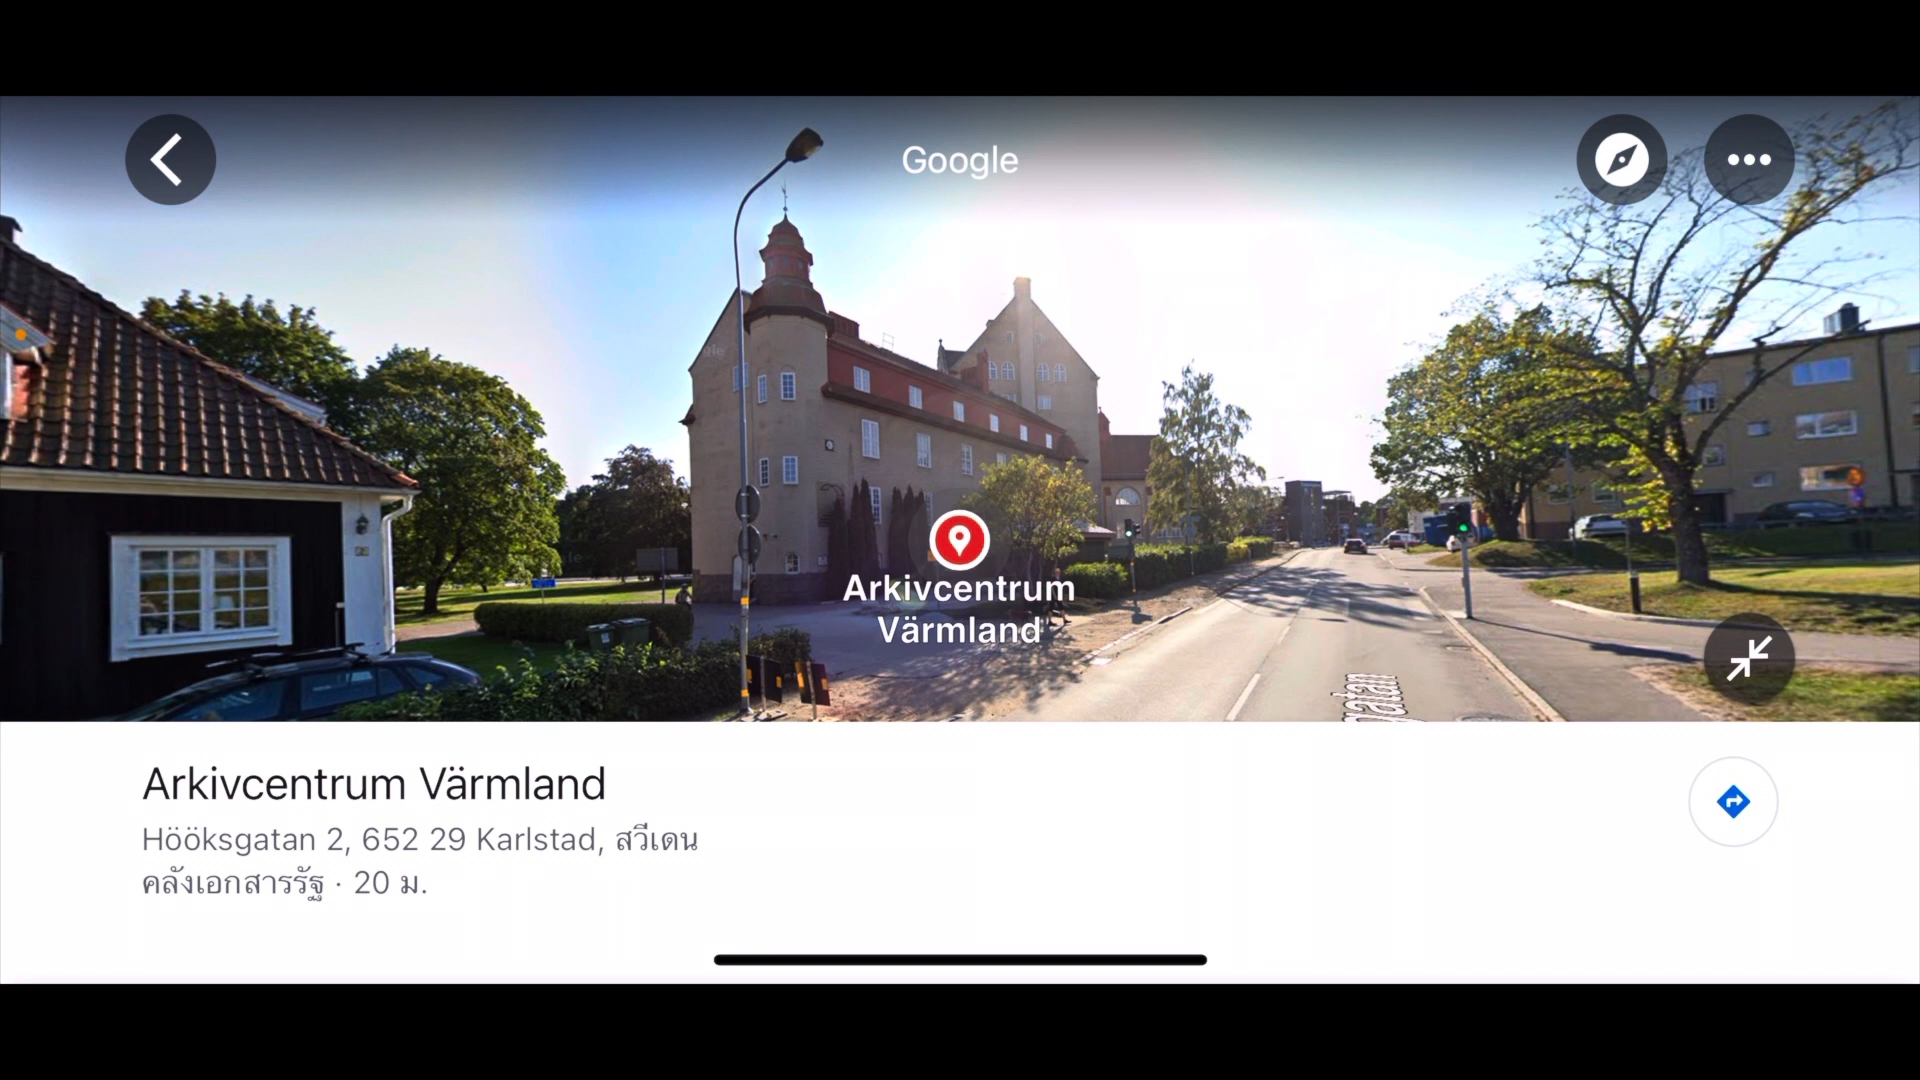 Google
Arkivcentrum
Värmland
gatan
Arkivcentrum Värmland
Hööksgatan 2, 652 29 Karlstad, สวีเดน
คลังเอกสารรัฐ · 20 ม.